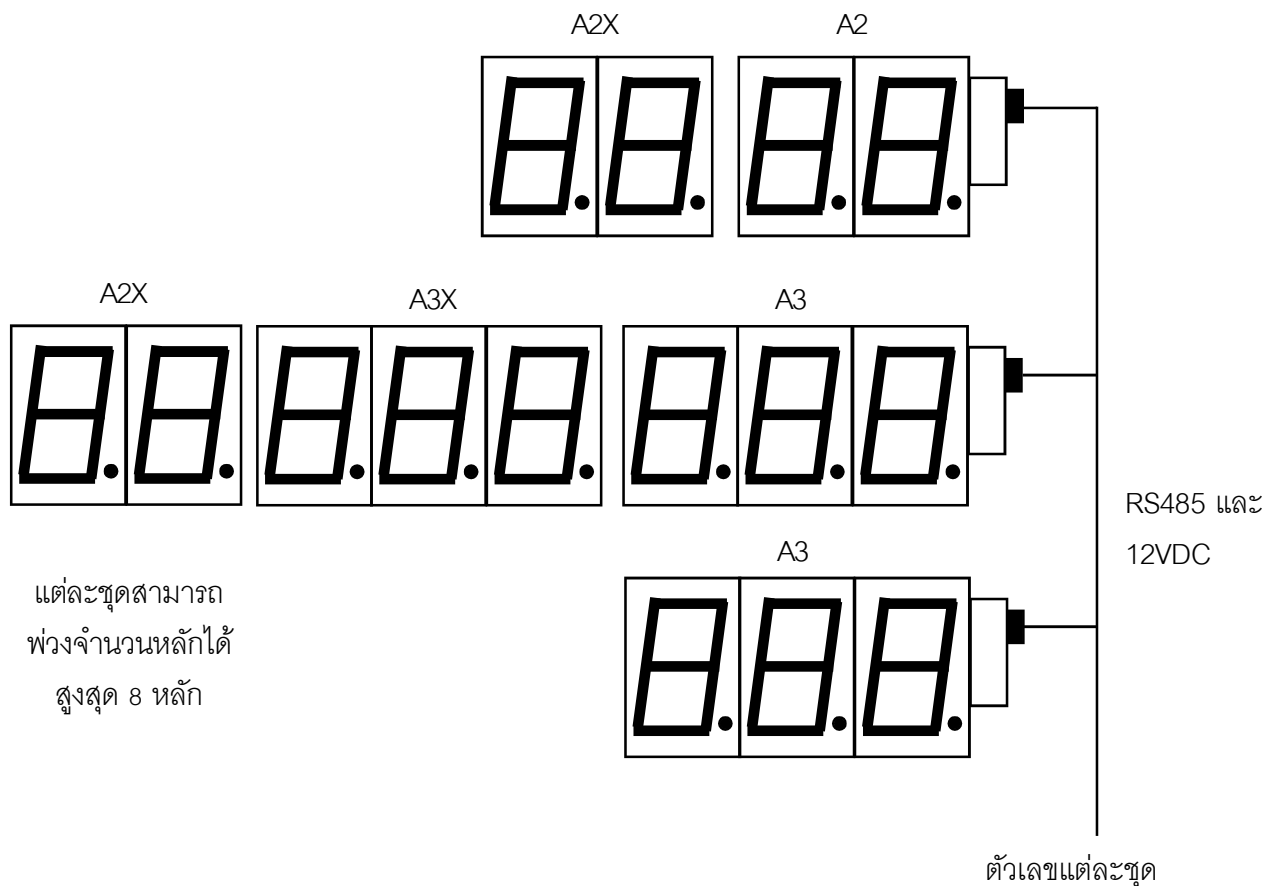 A2X A2
A2X A3X A3
RS485 และ
12VDC
A3
แต่ละชุดสามารถ
พ่วงจำนวนหลักได้
สูงสุด 8 หลัก
ตัวเลขแต่ละชุด